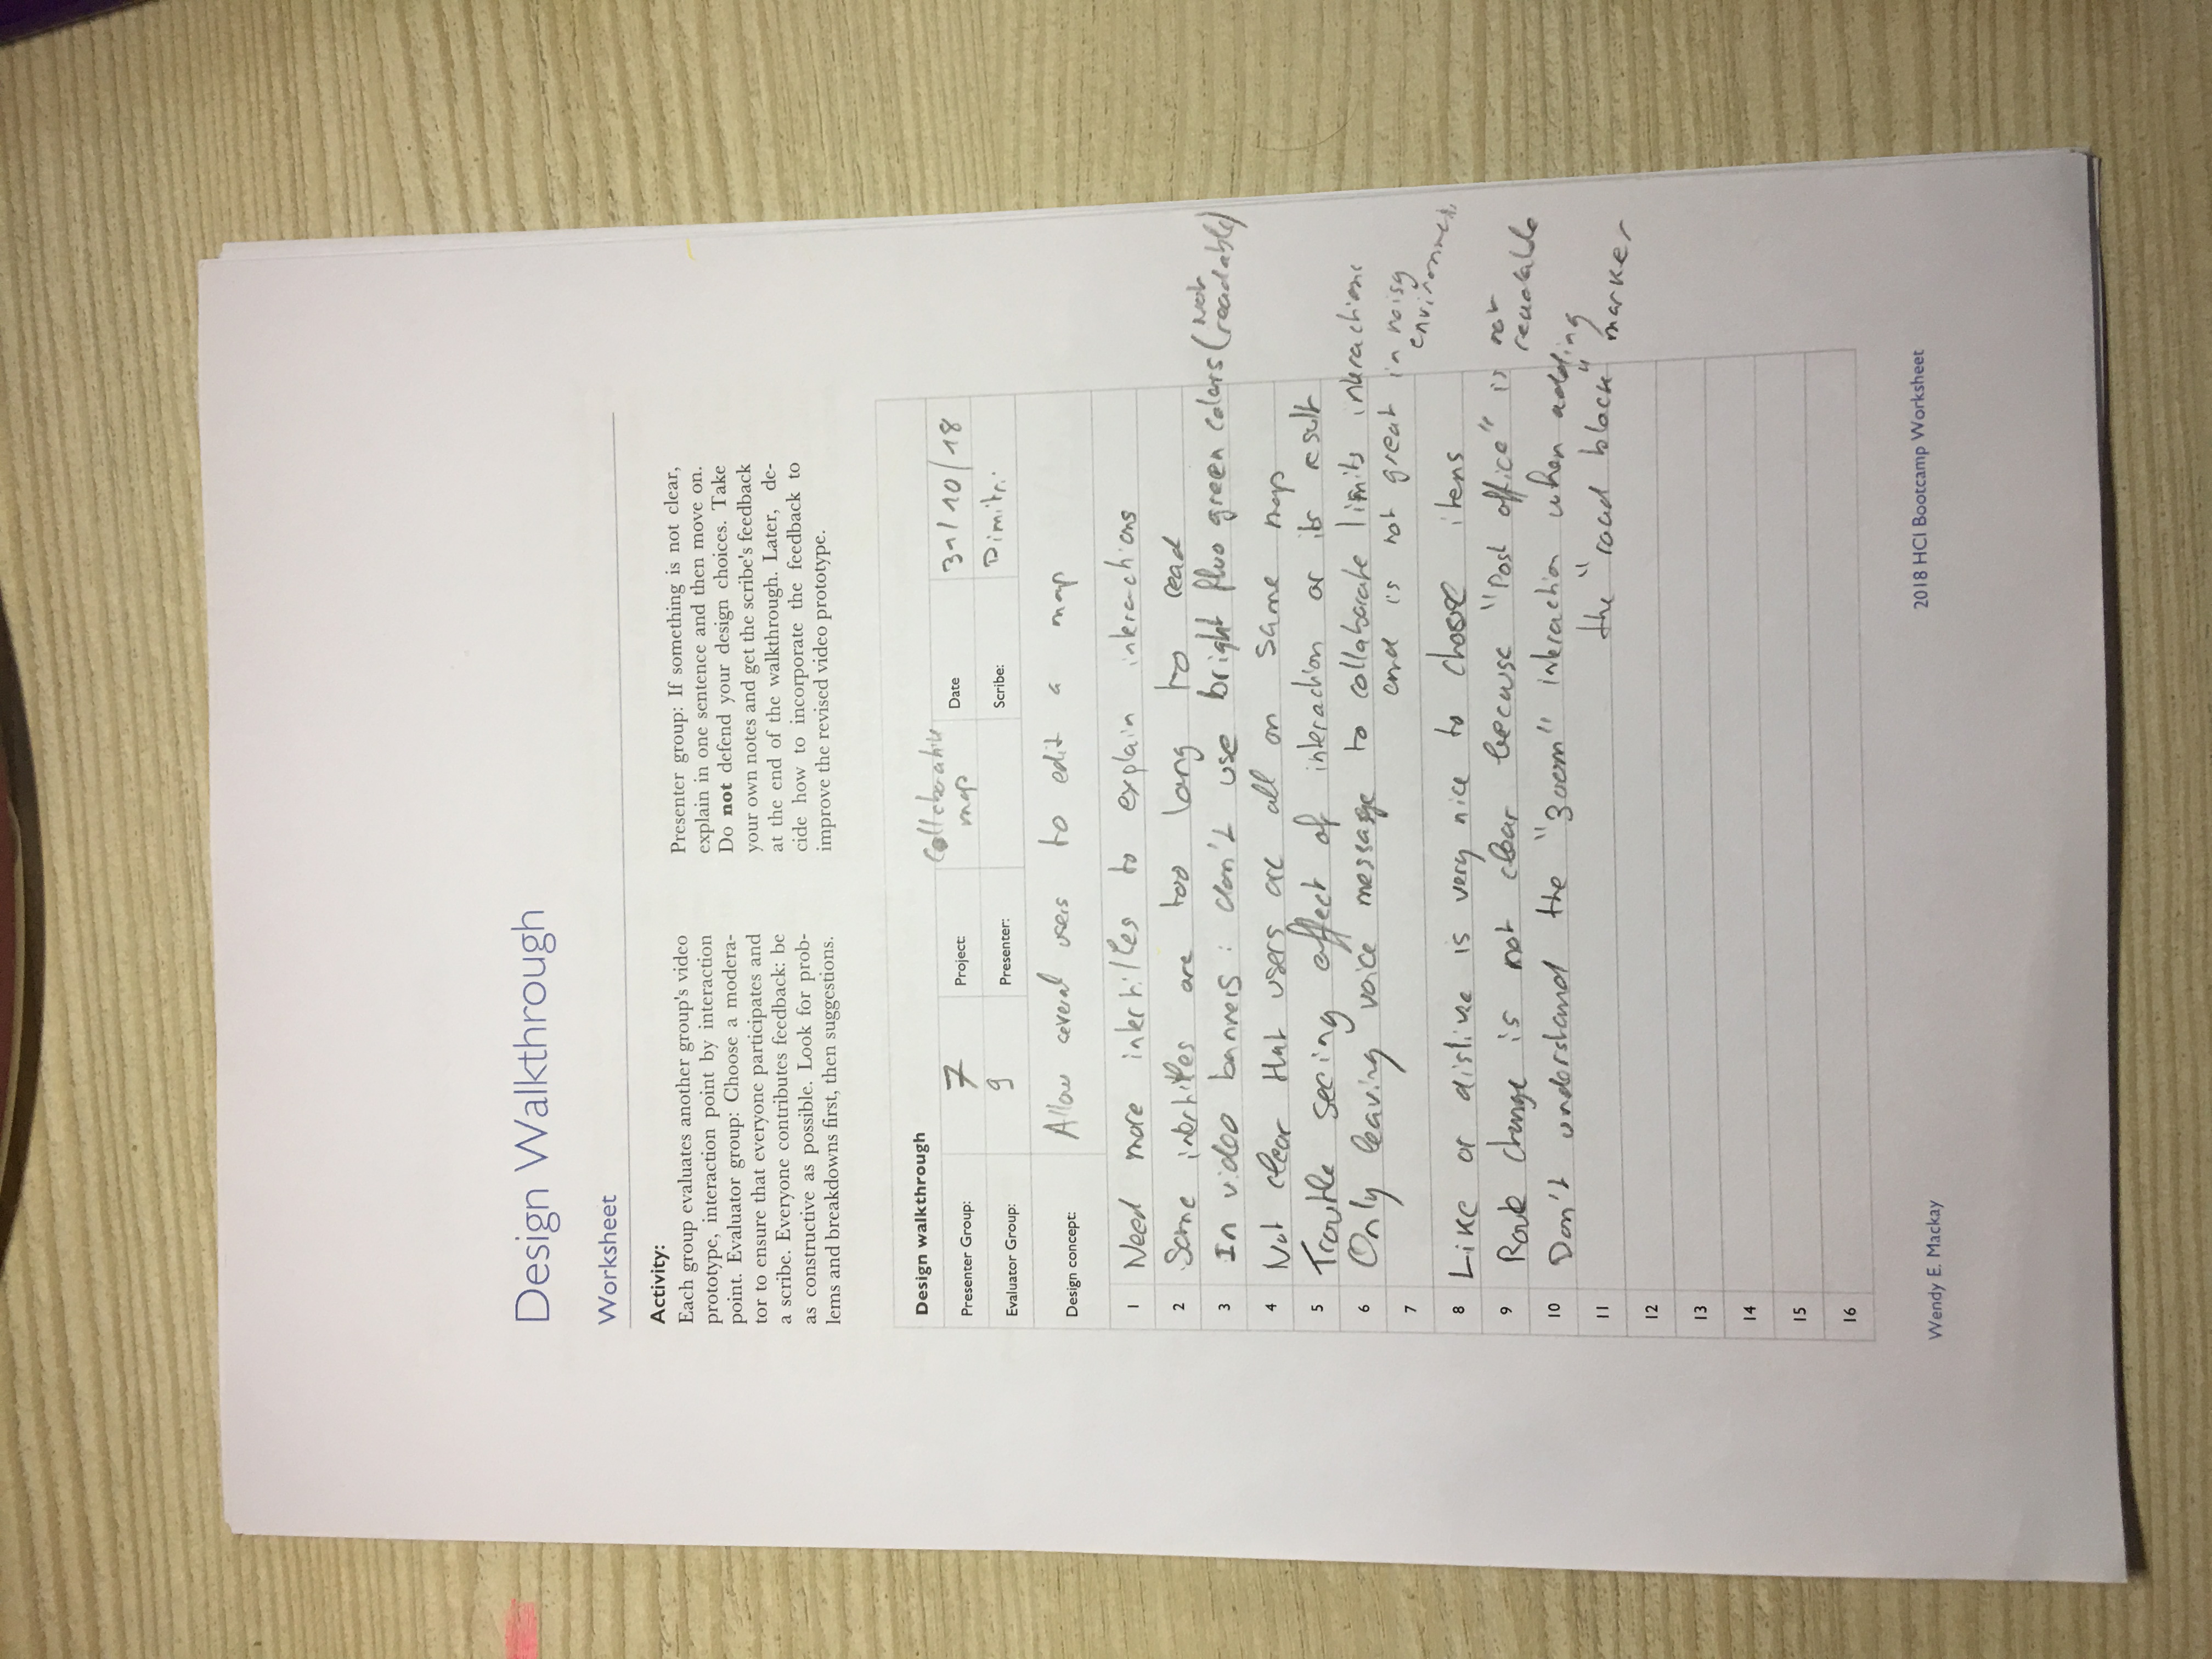 Design Walkthrough
Worksheet
Activity:
Each group evaluates another group's video
prototype, interaction point by interaction
point. Evaluator group: Choose a modera-
tor to ensure that everyone participates and
a scribe. Everyone contributes feedback: be
as constructive as possible. Look for prob-
lems and breakdowns first, then suggestions.
Presenter group: If something is not clear,
explain in one sentence and then move on.
Do not defend your design choices. Take
your own notes and get the scribe's feedback
at the end of the walkthrough. Later, de-
cide how to incorporate the feedback to
improve the revised video prototype.
Design walkthrough
Presenter Group: 7 Project: Collaborative map Date 31/10/18
Evaluator Group: 9 Presenter: Scribe: Dimitri
Design concept: Allow several users to edit a map
1 Need more intertitles to explain interactions
2 Some intertitles are too long to read
3 In video banners : don't use bright fluo green colors (not readable)
4 Not clear that users are all on same map
5 Trouble seeing effect of interaction or its result
6 Only leaving voice message to collaborate limits interactions
7 and is not great in noisy environment
8 Like or dislike is very nice to choose items
9 Route change is not clear because "Post office" is not readable
10 Don't understand the "zoom" interaction when adding
11 the "road block" marker
12
13
14
15
16
Wendy E. Mackay
2018 HCI Bootcamp Worksheet